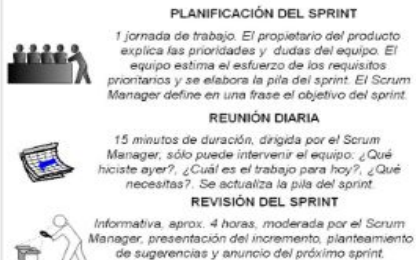 PLANIFICACIÓN DEL SPRINT
1 jornada de trabajo. El propietario del producto
explica las prioridades y dudas del equipo. El
equipo estima el esfuerzo de los requisitos
prioritarios y se elabora la pila del sprint. El Scrum
Manager define en una frase el objetivo del sprint.
REUNIÓN DIARIA
15 minutos de duración, dirigida por el Scrum
Manager, sólo puede intervenir el equipo: ¿Qué
hiciste ayer?, ¿Cuál es el trabajo para hoy?, ¿Qué
necesitas?. Se actualiza la pila del sprint.
REVISIÓN DEL SPRINT
Informativa, aprox. 4 horas, moderada por el Scrum
Manager, presentación del incremento, planteamiento
de sugerencias y anuncio del próximo sprint.